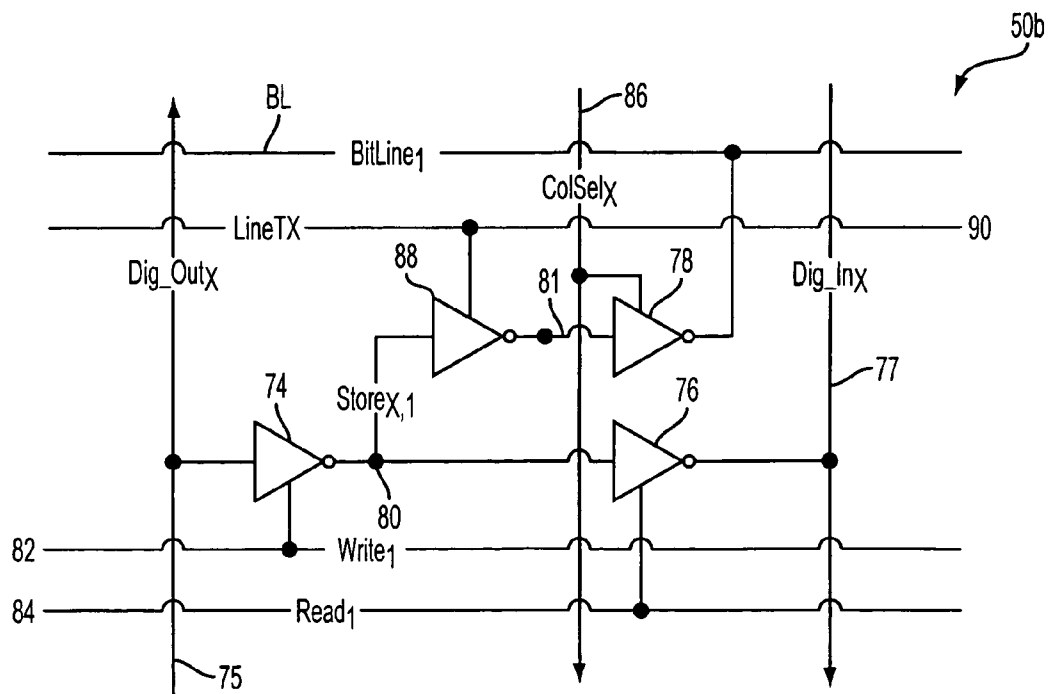 50b
BL
86
BitLine1
ColSelX
LineTX
90
Dig_OutX
88
81
78
Dig_InX
77
74
StoreX,1
76
80
82
Write1
84
Read1
75